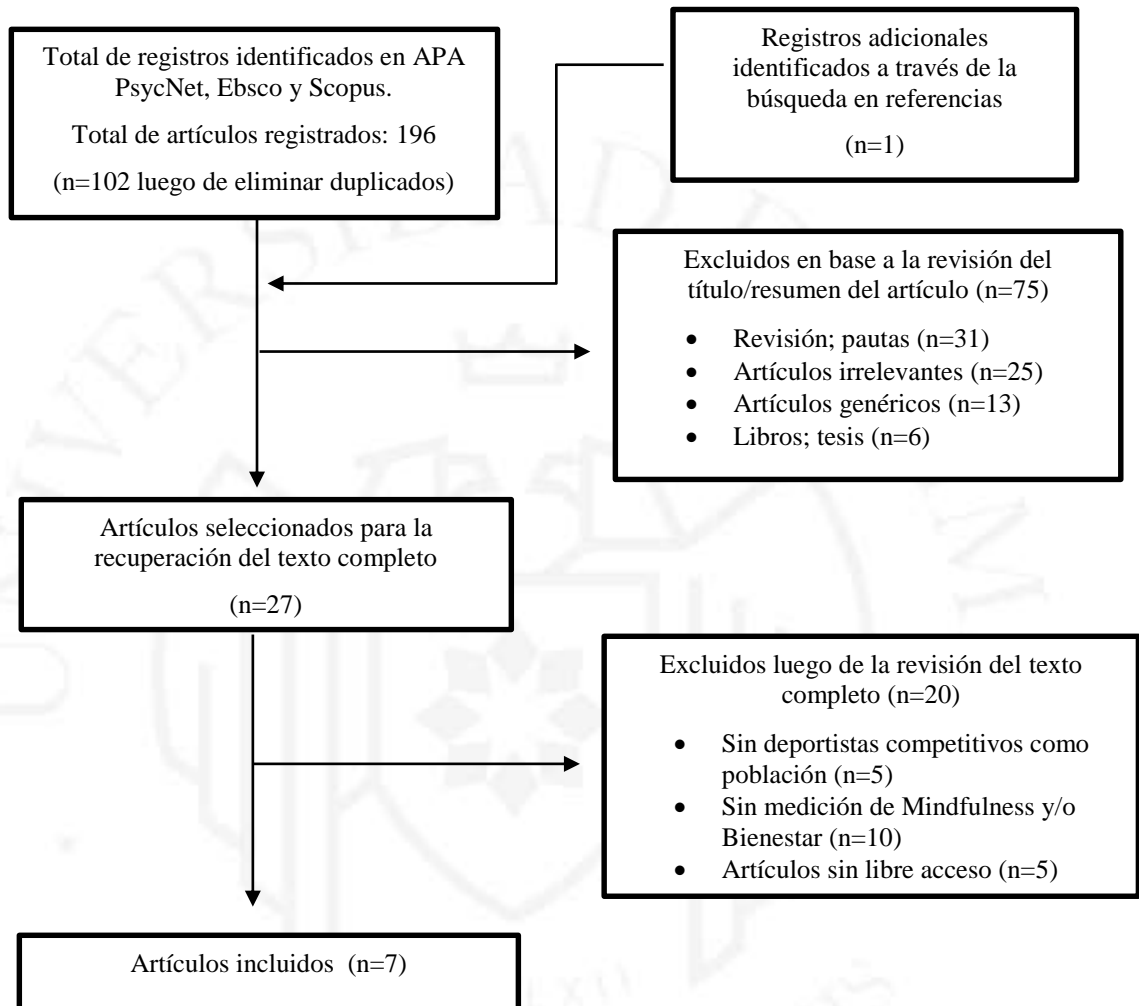 Total de registros identificados en APA
PsycNet, Ebsco y Scopus.
Total de artículos registrados: 196
(n=102 luego de eliminar duplicados)
Registros adicionales
identificados a través de la
búsqueda en referencias
(n=1)
Excluidos en base a la revisión del
título/resumen del artículo (n=75)
• Revisión; pautas (n=31)
• Artículos irrelevantes (n=25)
• Artículos genéricos (n=13)
• Libros; tesis (n=6)
Artículos seleccionados para la
recuperación del texto completo
(n=27)
Excluidos luego de la revisión del texto
completo (n=20)
• Sin deportistas competitivos como
población (n=5)
• Sin medición de Mindfulness y/o
Bienestar (n=10)
• Artículos sin libre acceso (n=5)
Artículos incluidos (n=7)